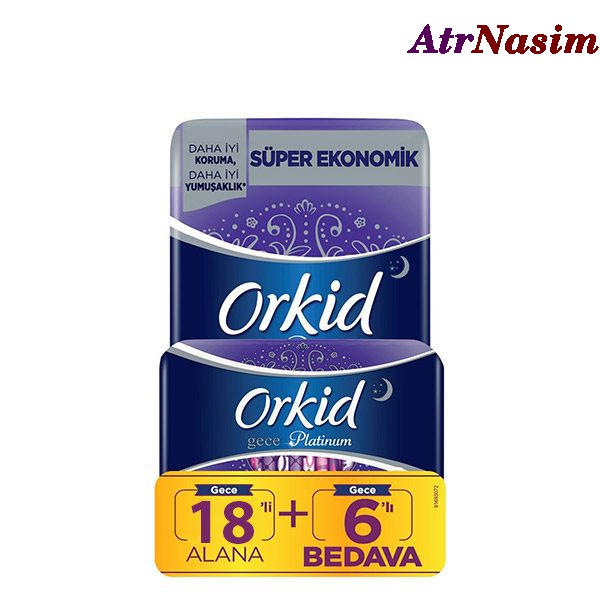 AtrNasim
DAHA İYİ
KORUMA,
DAHA İYİ
YUMUŞAKLIK*
SÜPER EKONOMİK
Orkid
Orkid
gece Platinum
Gece
18'li
ALANA
+
Gece
6'lı
BEDAVA
91693072